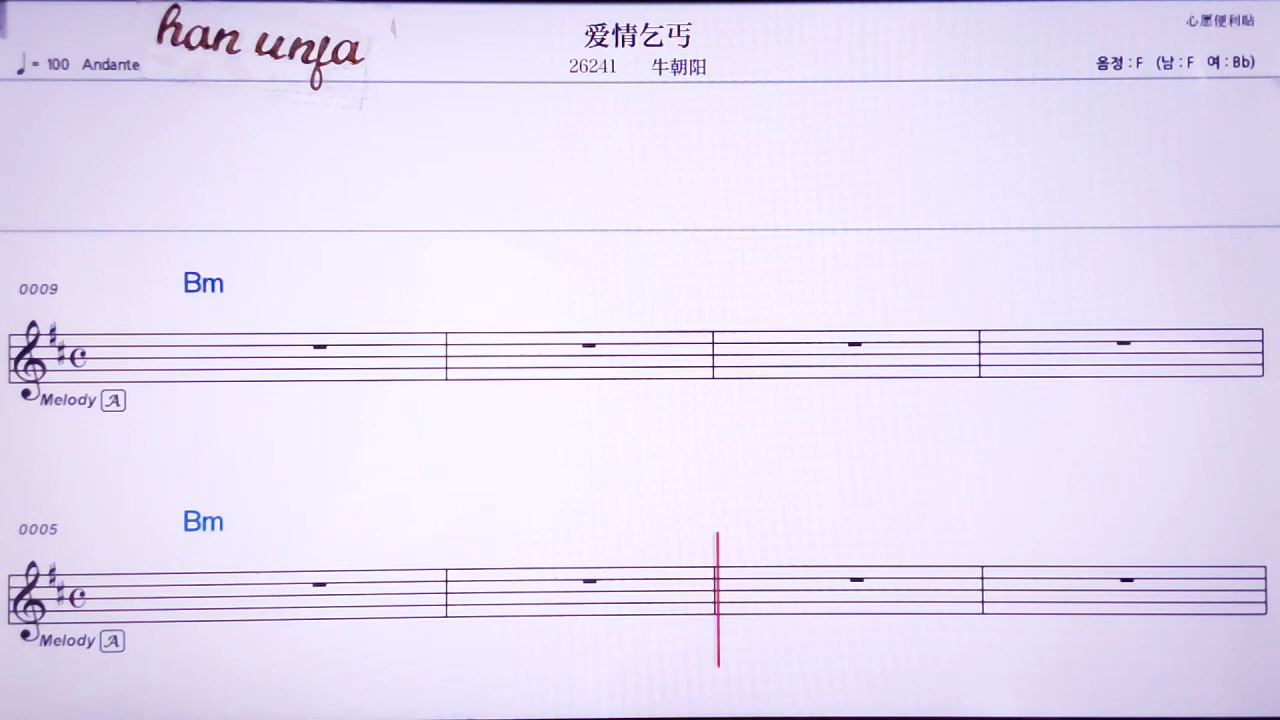 han unfa
爱情乞丐
心愿便利贴
♩= 100 Andante
26241 牛朝阳
음정 : F (남 : F 여 : Bb)
0009 Bm
Melody A
0005 Bm
Melody A